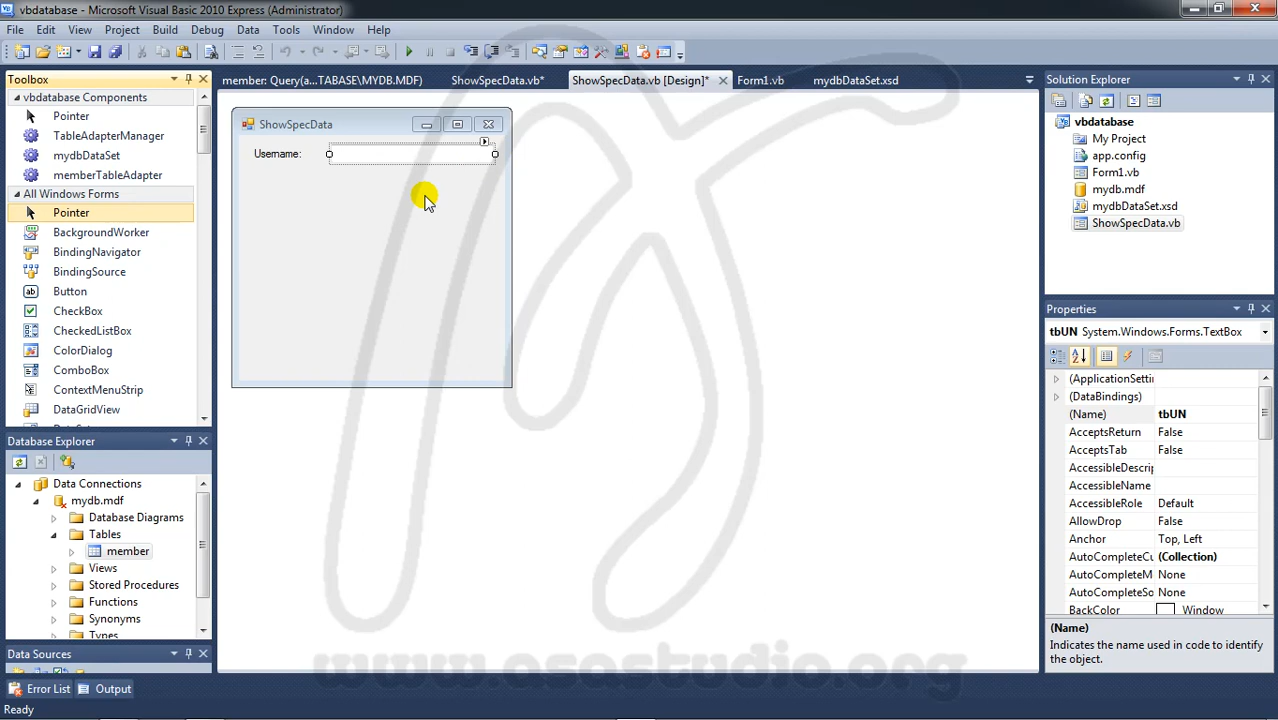 vbdatabase - Microsoft Visual Basic 2010 Express (Administrator)
File Edit View Project Build Debug Data Tools Window Help
Toolbox
vbdatabase Components
Pointer
TableAdapterManager
mydbDataSet
memberTableAdapter
All Windows Forms
Pointer
BackgroundWorker
BindingNavigator
BindingSource
Button
CheckBox
CheckedListBox
ColorDialog
ComboBox
ContextMenuStrip
DataGridView
Database Explorer
Data Connections
mydb.mdf
Database Diagrams
Tables
member
Views
Stored Procedures
Functions
Synonyms
Types
Data Sources
Error List Output
Ready
member: Query(a...TABASE\MYDB.MDF) ShowSpecData.vb* ShowSpecData.vb [Design]* Form1.vb mydbDataSet.xsd
ShowSpecData
Username:
www.asastudio.org
Solution Explorer
vbdatabase
My Project
app.config
Form1.vb
mydb.mdf
mydbDataSet.xsd
ShowSpecData.vb
Properties
tbUN System.Windows.Forms.TextBox
(ApplicationSetti
(DataBindings)
(Name) tbUN
AcceptsReturn False
AcceptsTab False
AccessibleDescrip
AccessibleName
AccessibleRole Default
AllowDrop False
Anchor Top, Left
AutoCompleteCu (Collection)
AutoCompleteM None
AutoCompleteSo None
BackColor Window
(Name)
Indicates the name used in code to identify
the object.